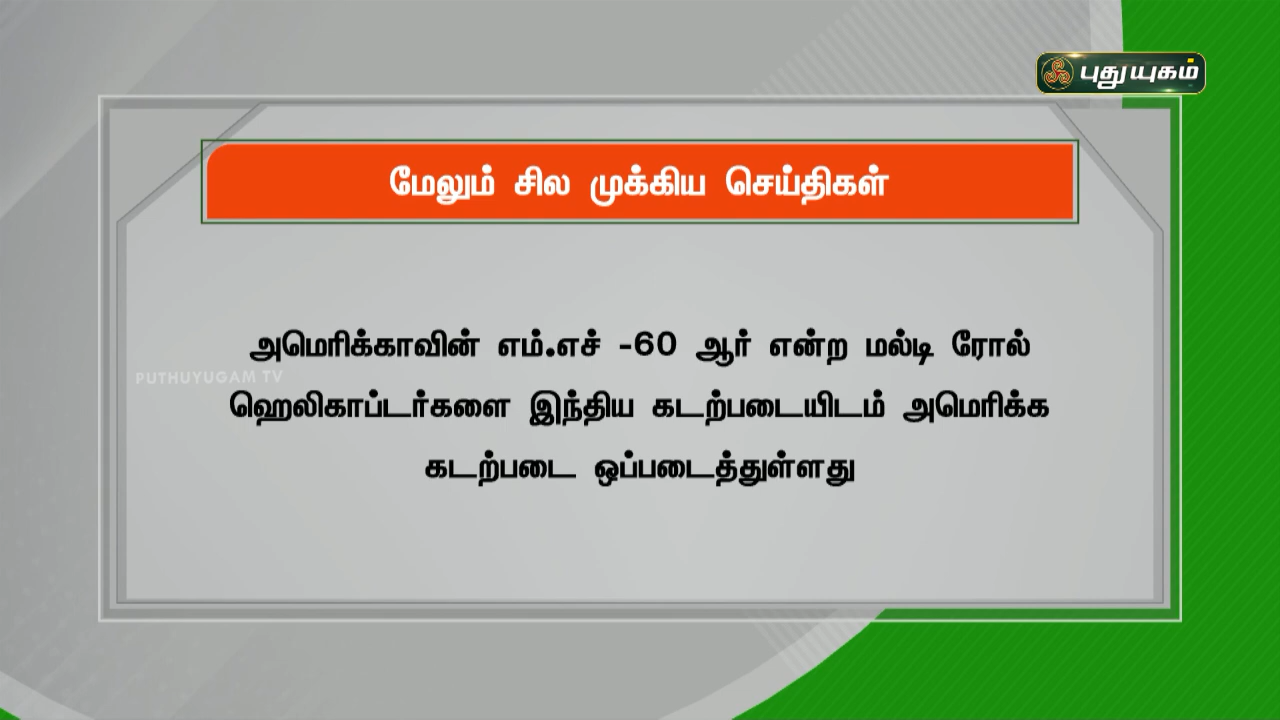 புதுயுகம்
மேலும் சில முக்கிய செய்திகள்
அமெரிக்காவின் எம்.எச் -60 ஆர் என்ற மல்டி ரோல்
PUTHUYUGAM TV
ஹெலிகாப்டர்களை இந்திய கடற்படையிடம் அமெரிக்க
கடற்படை ஒப்படைத்துள்ளது